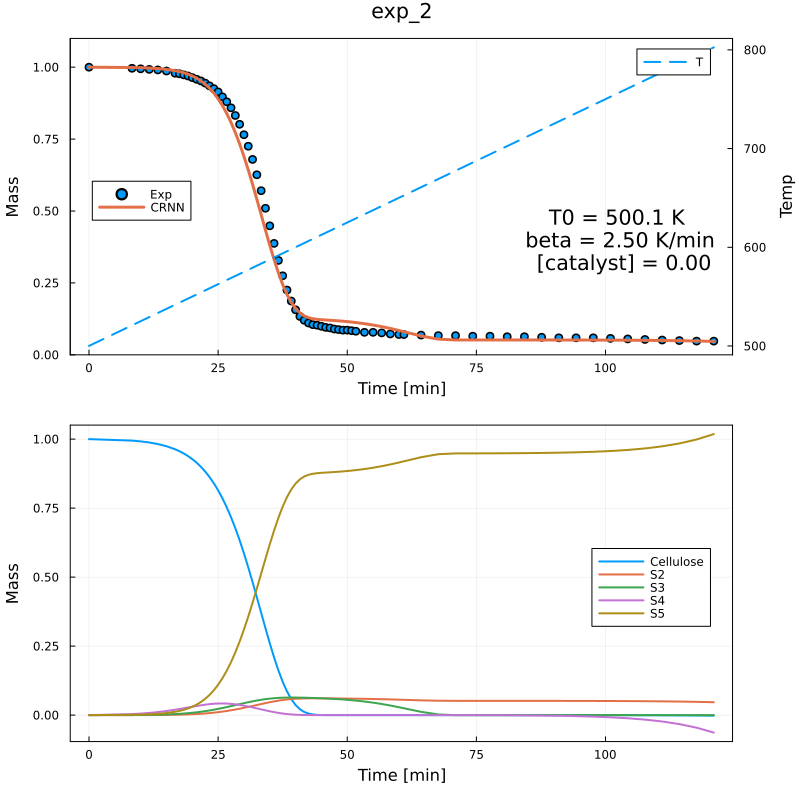 exp_2
1.00
0.75
0.50
0.25
0.00
Mass
Exp
CRNN
T
800
700
600
500
Temp
T0 = 500.1 K
beta = 2.50 K/min
[catalyst] = 0.00
0
25
50
75
100
Time [min]
1.00
0.75
0.50
0.25
0.00
Mass
Cellulose
S2
S3
S4
S5
0
25
50
75
100
Time [min]